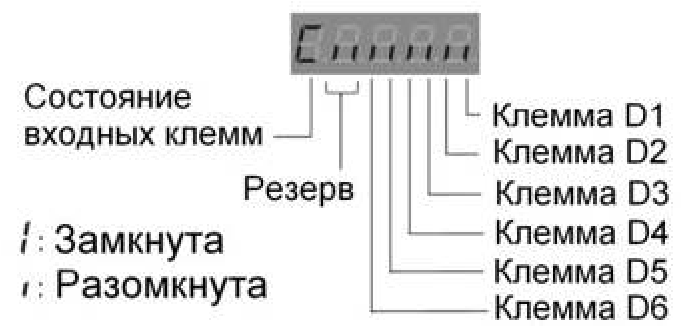 Состояние
входных клемм
Резерв
Клемма D1
Клемма D2
Клемма D3
Клемма D4
Клемма D5
Клемма D6
: Замкнута
: Разомкнута